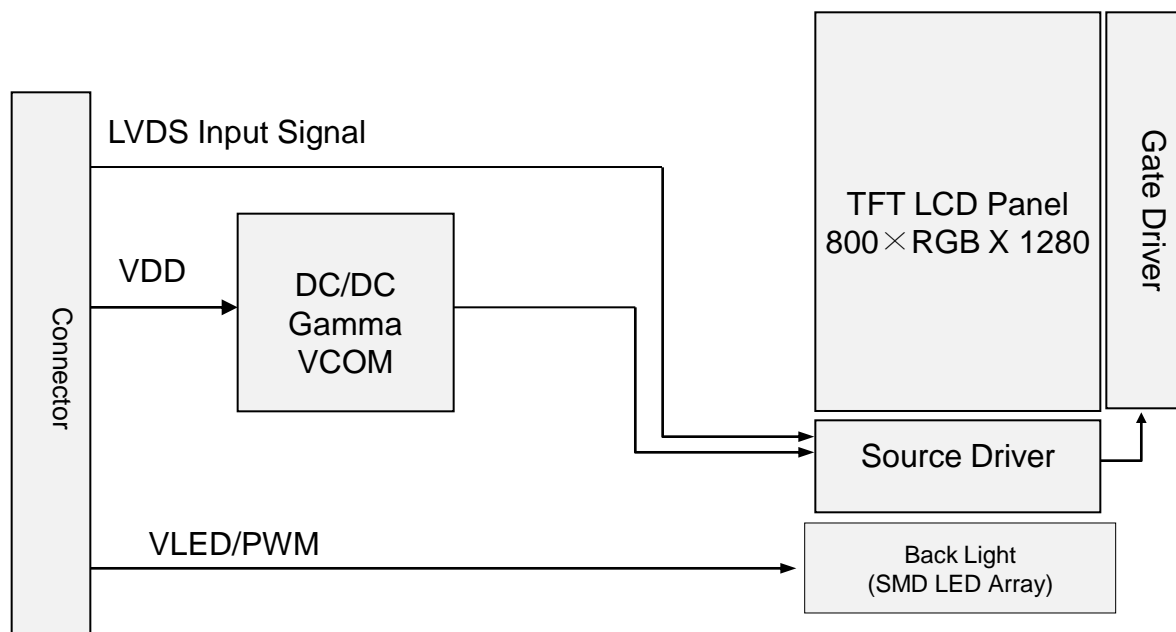 LVDS Input Signal
TFT LCD Panel
800×RGB X 1280
Gate Driver
VDD
DC/DC
Gamma
VCOM
Connector
Source Driver
VLED/PWM
Back Light
(SMD LED Array)